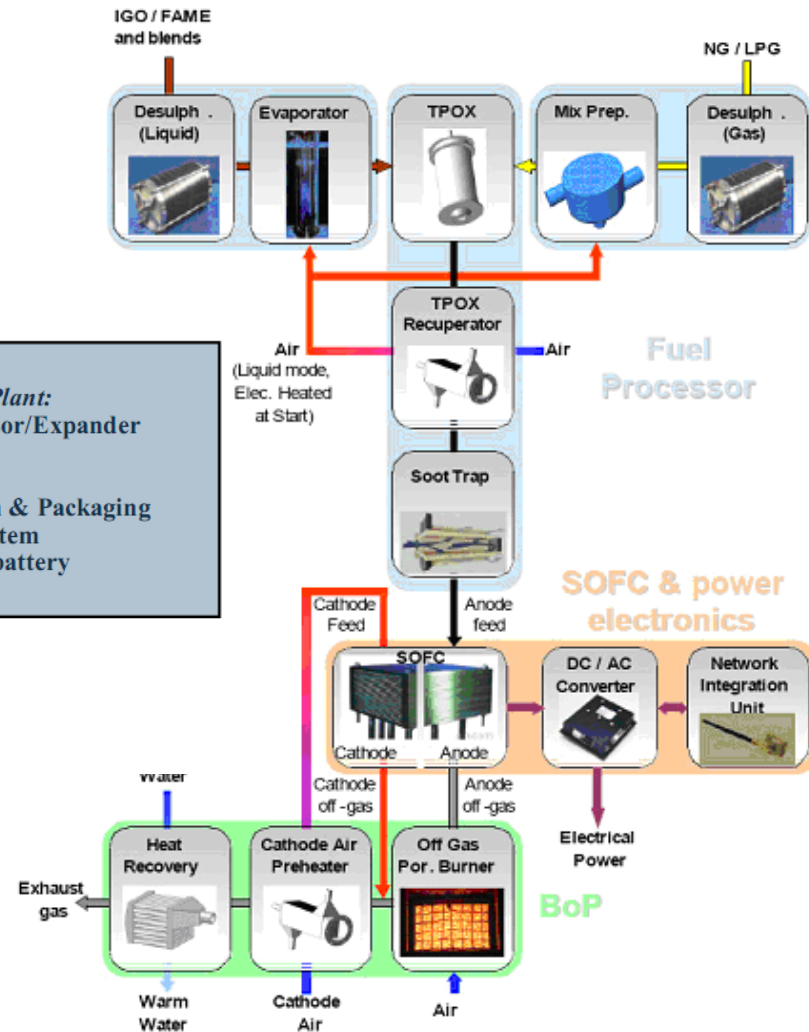 IGO / FAME
and blends
NG / LPG
Desulph .
(Liquid)
Evaporator
TPOX
Mix Prep.
Desulph .
(Gas)
TPOX
Recuperator
Air
(Liquid mode,
Elec. Heated
at Start)
Air
Fuel
Processor
Plant:
or/Expander
& Packaging
tem
battery
Soot Trap
Cathode
Feed
Anode
feed
SOFC & power
electronics
SOFC
Cathode
Anode
DC / AC
Converter
Network
Integration
Unit
Water
Cathode
off -gas
Anode
off -gas
Electrical
Power
Heat
Recovery
Cathode Air
Preheater
Off Gas
Por. Burner
Exhaust
gas
BoP
Warm
Water
Cathode
Air
Air